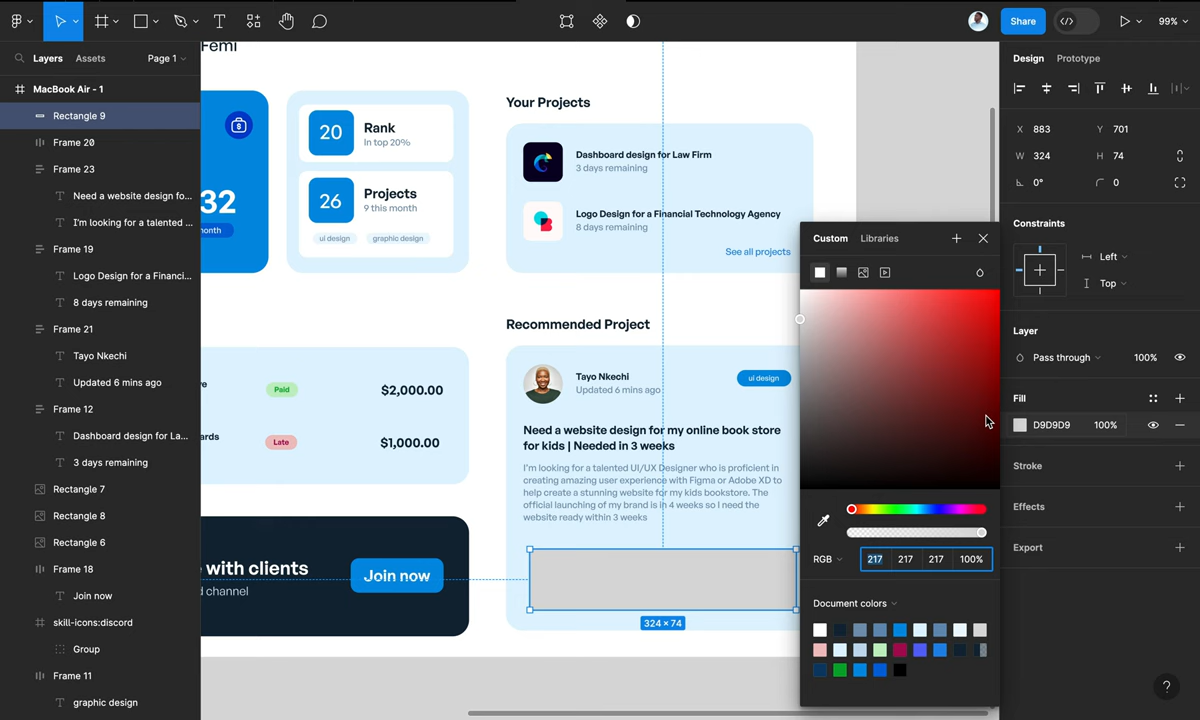 Share
99%
Layers
Assets
Page 1
MacBook Air - 1
Rectangle 9
Frame 20
Frame 23
Need a website design fo...
I'm looking for a talented ...
Frame 19
Logo Design for a Financi...
8 days remaining
Frame 21
Tayo Nkechi
Updated 6 mins ago
Frame 12
Dashboard design for La...
3 days remaining
Rectangle 7
Rectangle 8
Rectangle 6
Frame 18
Join now
skill-icons:discord
Group
Frame 11
graphic design
Femi
32
month
20
Rank
In top 20%
26
Projects
9 this month
ui design
graphic design
Paid
$2,000.00
ards
Late
$1,000.00
with clients
d channel
Join now
Your Projects
Dashboard design for Law Firm
3 days remaining
Logo Design for a Financial Technology Agency
8 days remaining
See all projects
Recommended Project
Tayo Nkechi
Updated 6 mins ago
ui design
Need a website design for my online book store
for kids | Needed in 3 weeks
I'm looking for a talented UI/UX Designer who is proficient in
creating amazing user experience with Figma or Adobe XD to
help create a stunning website for my kids bookstore. The
official launching of my brand is in 4 weeks so I need the
website ready within 3 weeks
324 × 74
Custom
Libraries
RGB
217
217
217
100%
Document colors
Design
Prototype
X 883
Y 701
W 324
H 74
0°
0
Constraints
Left
Top
Layer
Pass through
100%
Fill
D9D9D9
100%
Stroke
Effects
Export
?